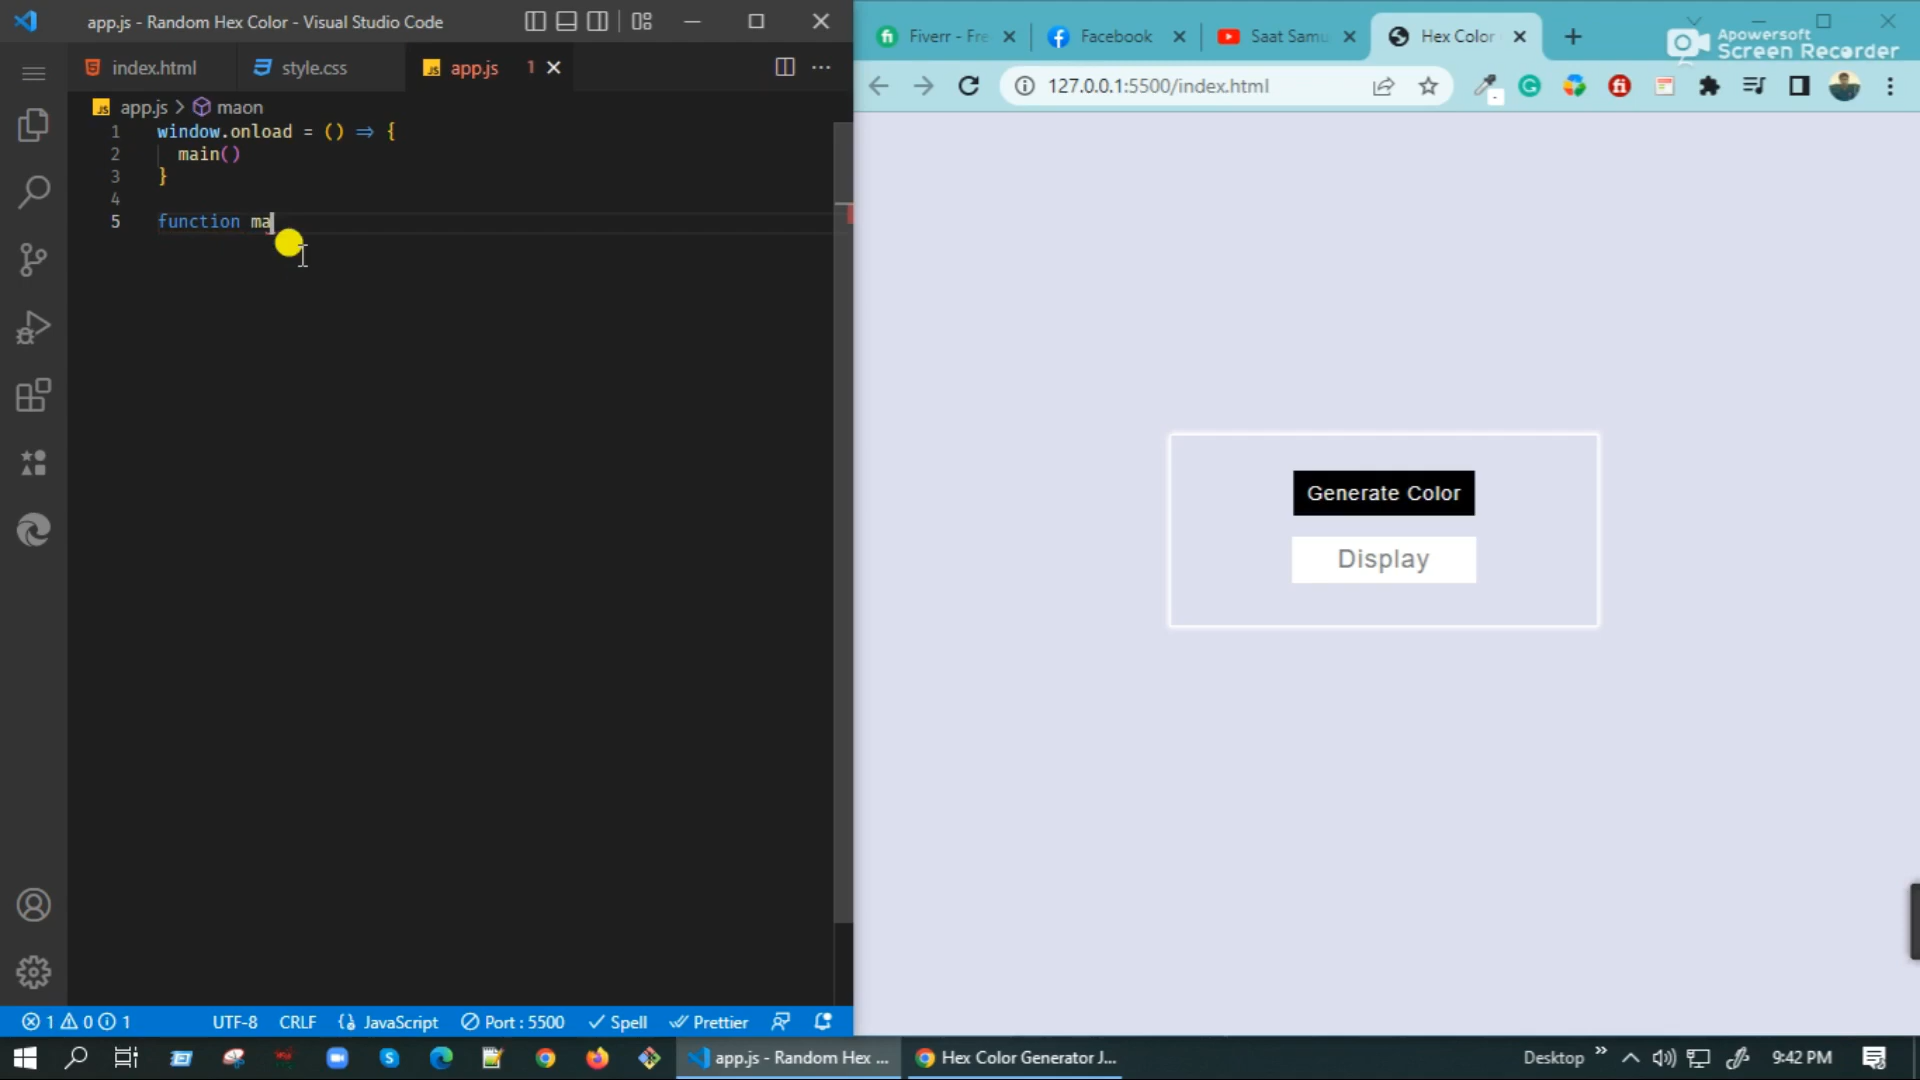 app.js - Random Hex Color - Visual Studio Code
index.html
style.css
app.js 1
app.js > maon
1 window.onload = () ⇒ {
2 main()
3 }
4
5 function ma
1 0 1
UTF-8 CRLF JavaScript Port : 5500 Spell Prettier
Fiverr - Fre
Facebook
Saat Samu
Hex Color
Apowersoft
Screen Recorder
127.0.0.1:5500/index.html
Generate Color
Display
app.js - Random Hex ...
Hex Color Generator J...
Desktop
9:42 PM